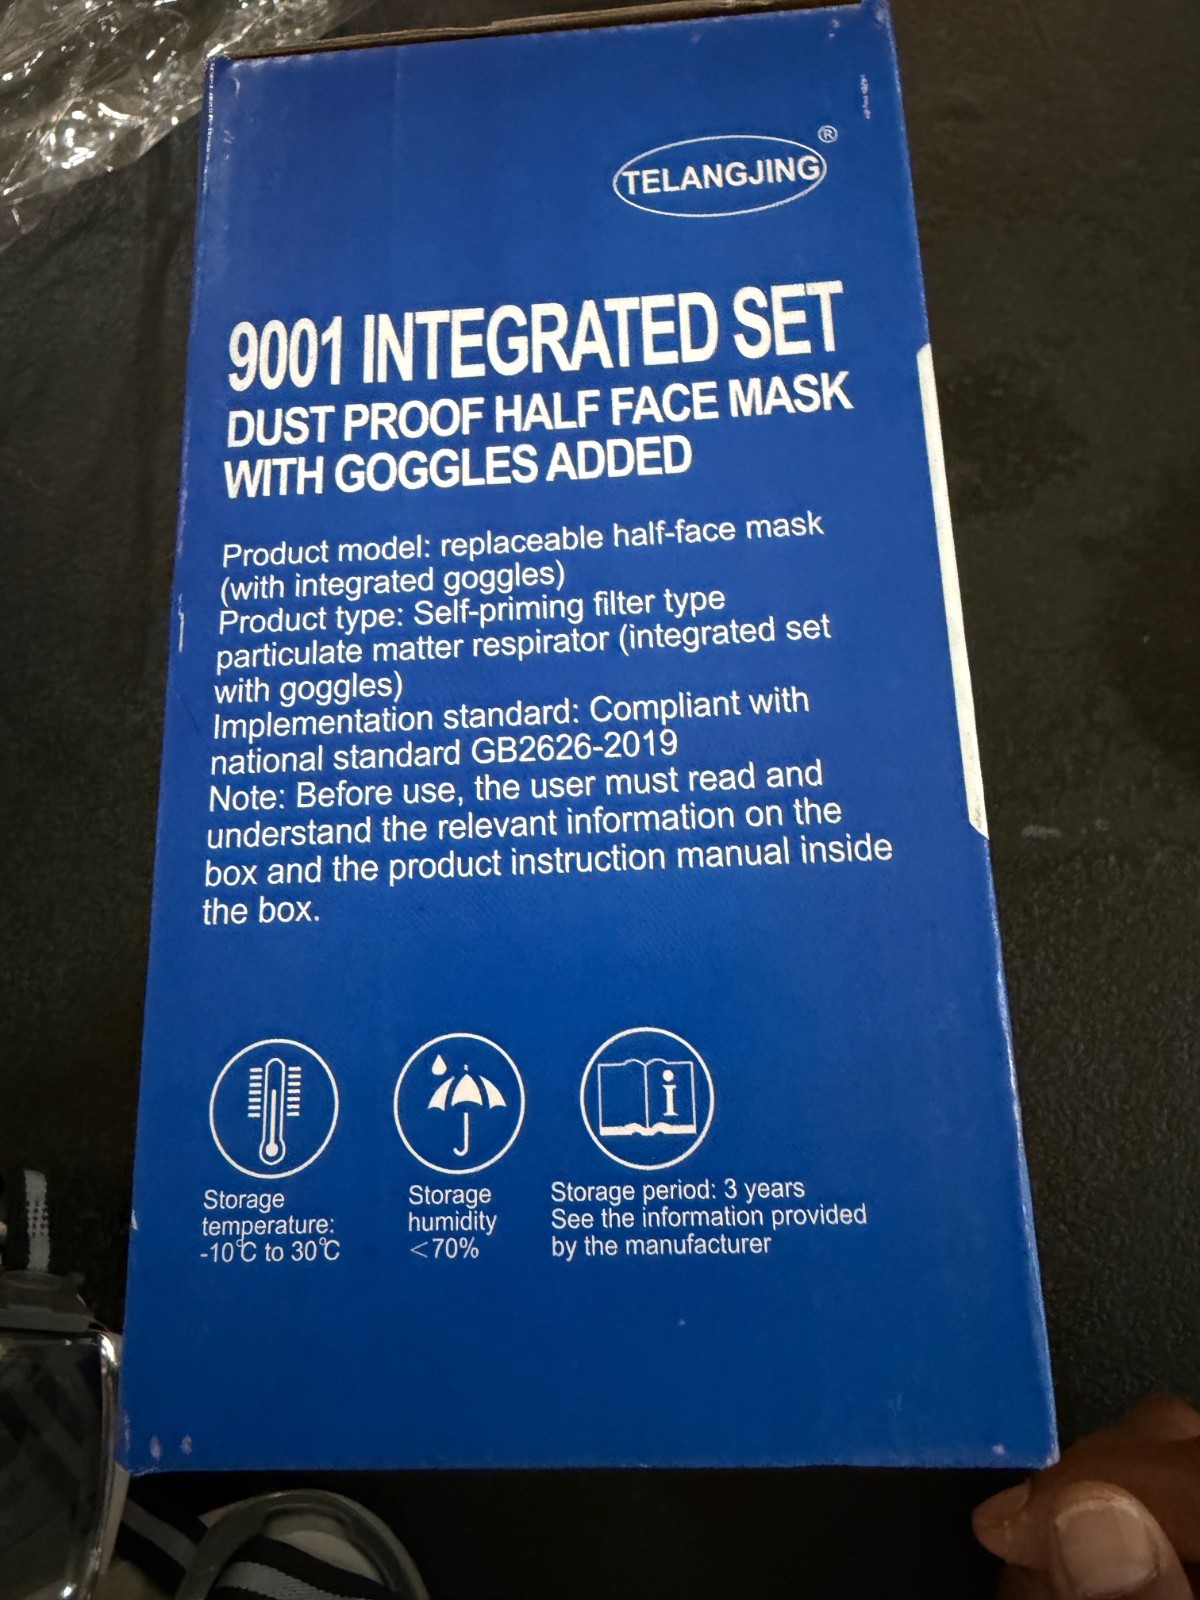 TELANGJING®
9001 INTEGRATED SET
DUST PROOF HALF FACE MASK
WITH GOGGLES ADDED
Product model: replaceable half-face mask
(with integrated goggles)
Product type: Self-priming filter type
particulate matter respirator (integrated set
with goggles)
Implementation standard: Compliant with
national standard GB2626-2019
Note: Before use, the user must read and
understand the relevant information on the
box and the product instruction manual inside
the box.
i
Storage
temperature:
-10℃ to 30℃
Storage
humidity
<70%
Storage period: 3 years
See the information provided
by the manufacturer